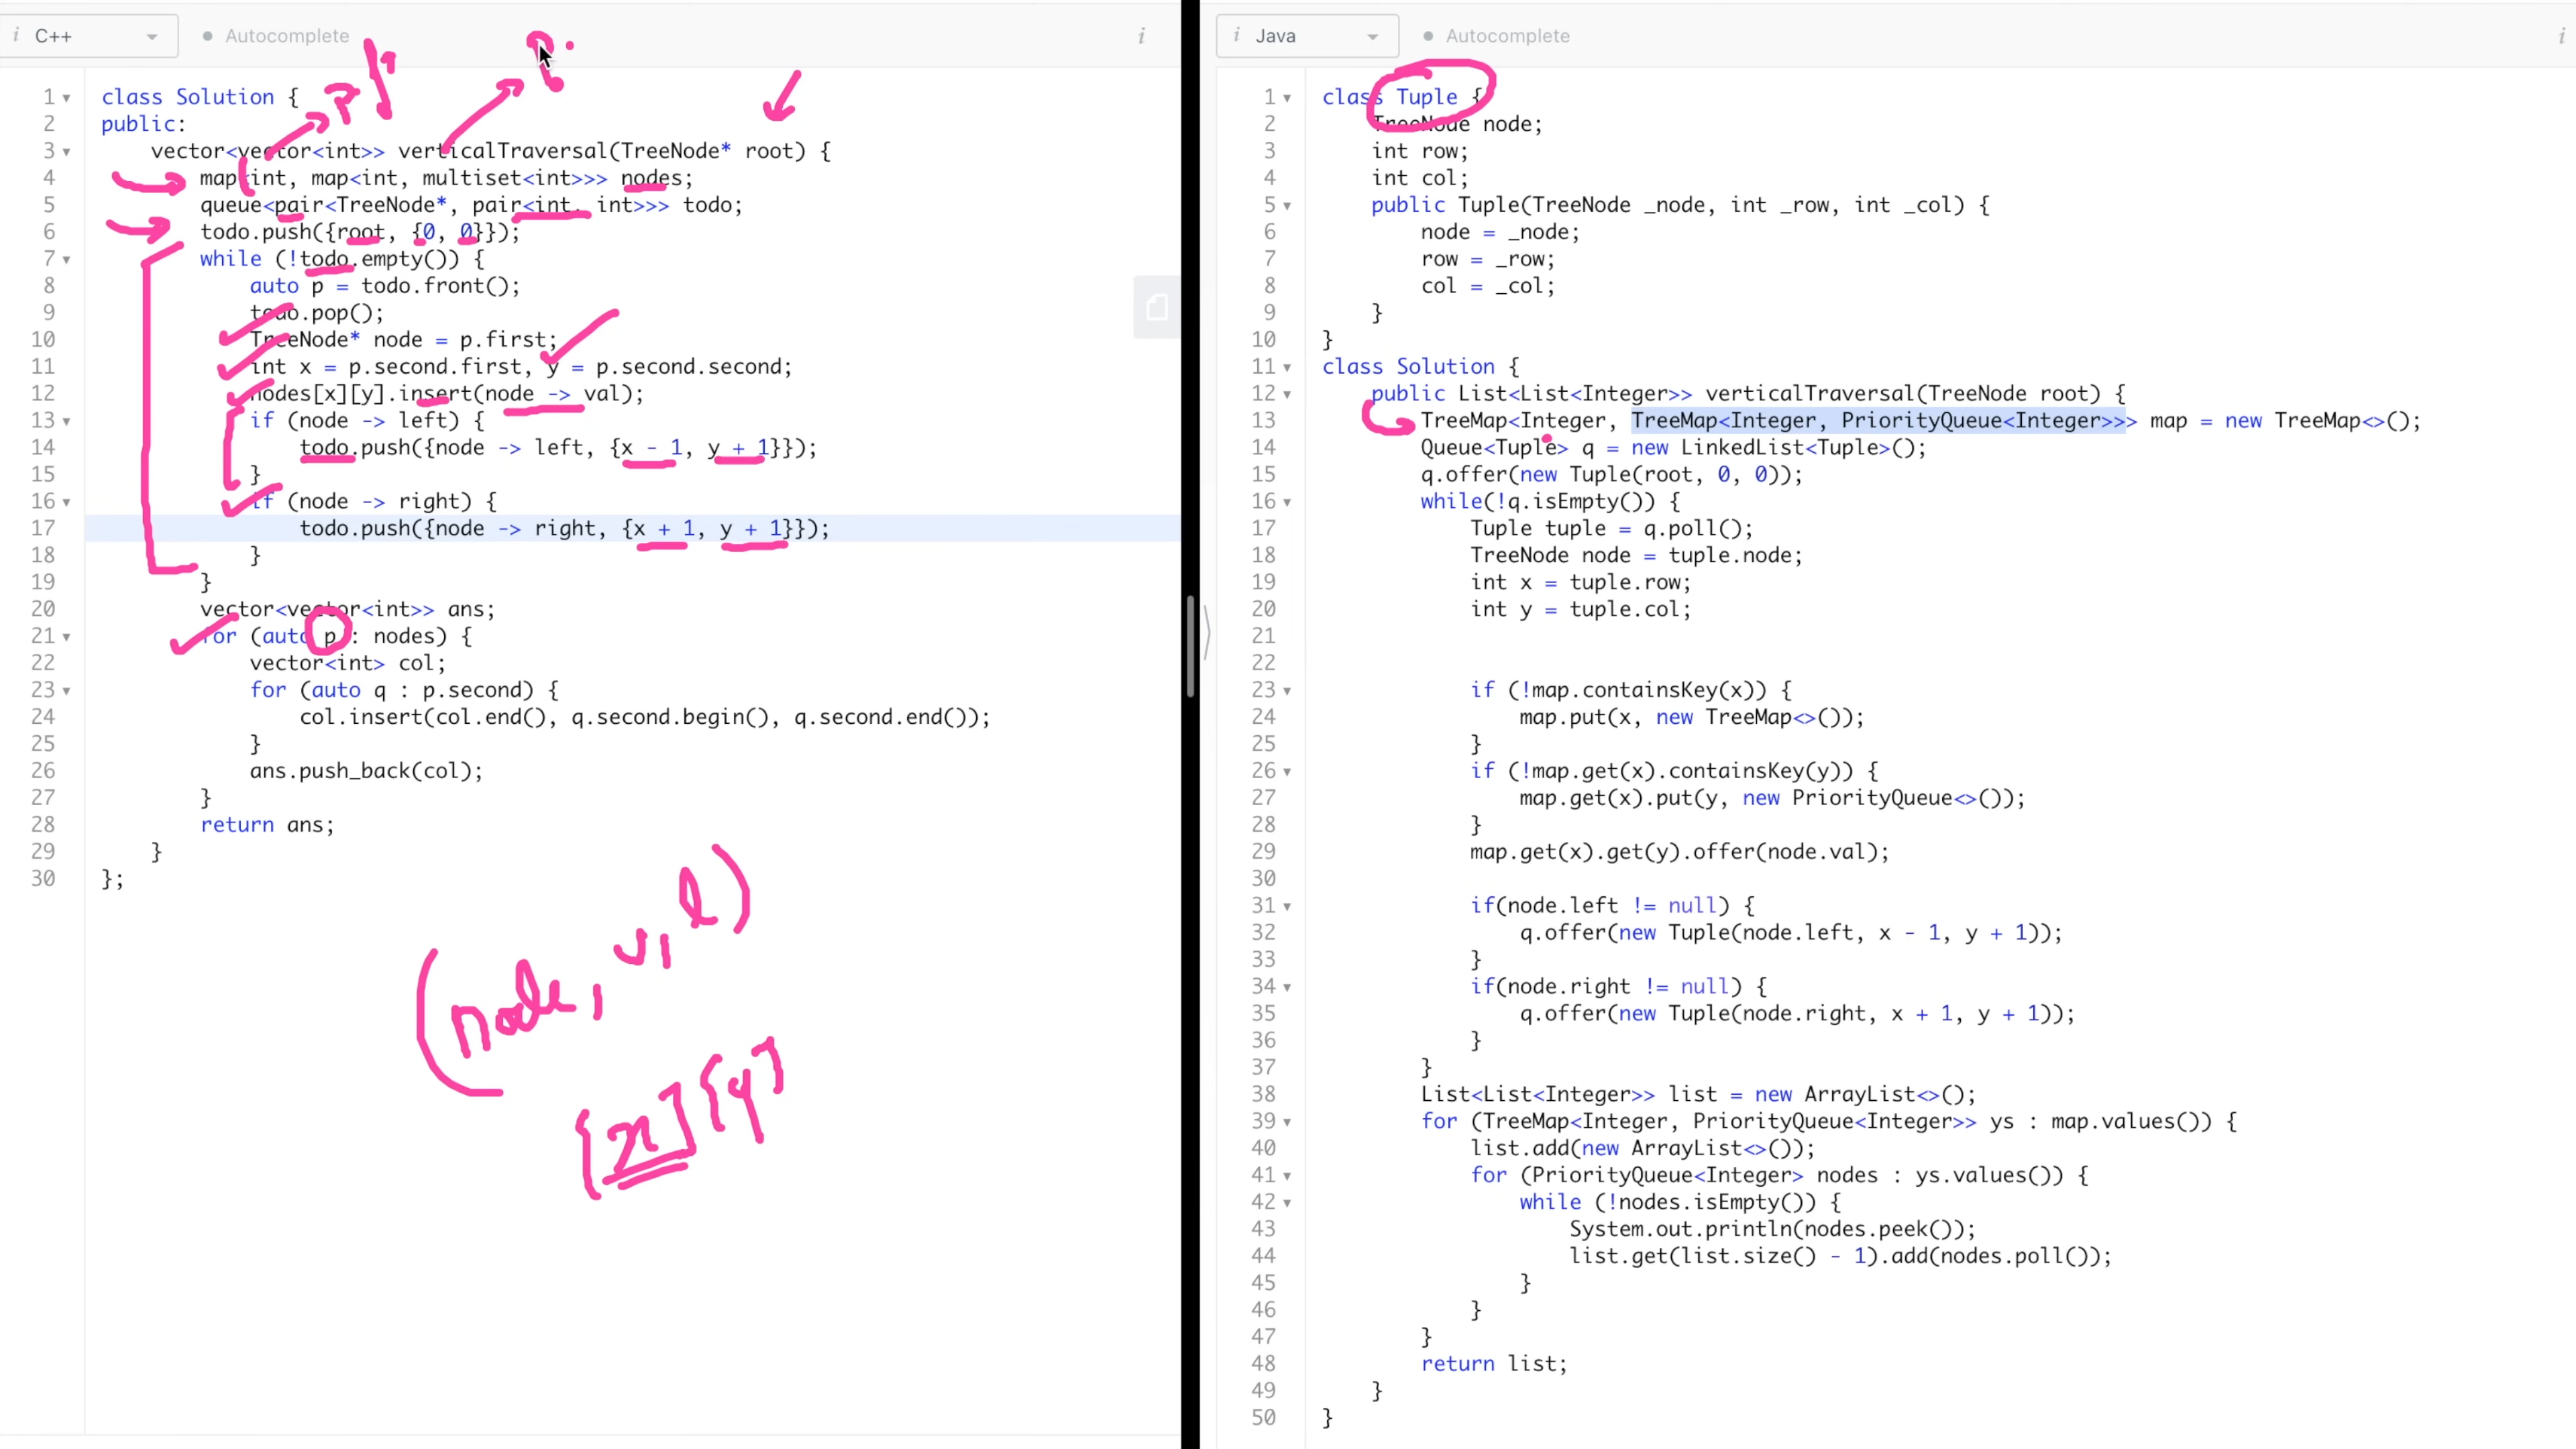 C++
Autocomplete
1 class Solution {
2 public:
3 vector<vector<int>> verticalTraversal(TreeNode* root) {
4 map<int, map<int, multiset<int>>> nodes;
5 queue<pair<TreeNode*, pair<int, int>>> todo;
6 todo.push({root, {0, 0}});
7 while (!todo.empty()) {
8 auto p = todo.front();
9 todo.pop();
10 TreeNode* node = p.first;
11 int x = p.second.first, y = p.second.second;
12 nodes[x][y].insert(node -> val);
13 if (node -> left) {
14 todo.push({node -> left, {x - 1, y + 1}});
15 }
16 if (node -> right) {
17 todo.push({node -> right, {x + 1, y + 1}});
18 }
19 }
20 vector<vector<int>> ans;
21 for (auto p : nodes) {
22 vector<int> col;
23 for (auto q : p.second) {
24 col.insert(col.end(), q.second.begin(), q.second.end());
25 }
26 ans.push_back(col);
27 }
28 return ans;
29 }
30 };
(node, v, l)
[x][y]
Java
Autocomplete
1 class Tuple {
2 TreeNode node;
3 int row;
4 int col;
5 public Tuple(TreeNode _node, int _row, int _col) {
6 node = _node;
7 row = _row;
8 col = _col;
9 }
10 }
11 class Solution {
12 public List<List<Integer>> verticalTraversal(TreeNode root) {
13 TreeMap<Integer, TreeMap<Integer, PriorityQueue<Integer>>> map = new TreeMap<>();
14 Queue<Tuple> q = new LinkedList<Tuple>();
15 q.offer(new Tuple(root, 0, 0));
16 while(!q.isEmpty()) {
17 Tuple tuple = q.poll();
18 TreeNode node = tuple.node;
19 int x = tuple.row;
20 int y = tuple.col;
21
22
23 if (!map.containsKey(x)) {
24 map.put(x, new TreeMap<>());
25 }
26 if (!map.get(x).containsKey(y)) {
27 map.get(x).put(y, new PriorityQueue<>());
28 }
29 map.get(x).get(y).offer(node.val);
30
31 if(node.left != null) {
32 q.offer(new Tuple(node.left, x - 1, y + 1));
33 }
34 if(node.right != null) {
35 q.offer(new Tuple(node.right, x + 1, y + 1));
36 }
37 }
38 List<List<Integer>> list = new ArrayList<>();
39 for (TreeMap<Integer, PriorityQueue<Integer>> ys : map.values()) {
40 list.add(new ArrayList<>());
41 for (PriorityQueue<Integer> nodes : ys.values()) {
42 while (!nodes.isEmpty()) {
43 System.out.println(nodes.peek());
44 list.get(list.size() - 1).add(nodes.poll());
45 }
46 }
47 }
48 return list;
49 }
50 }